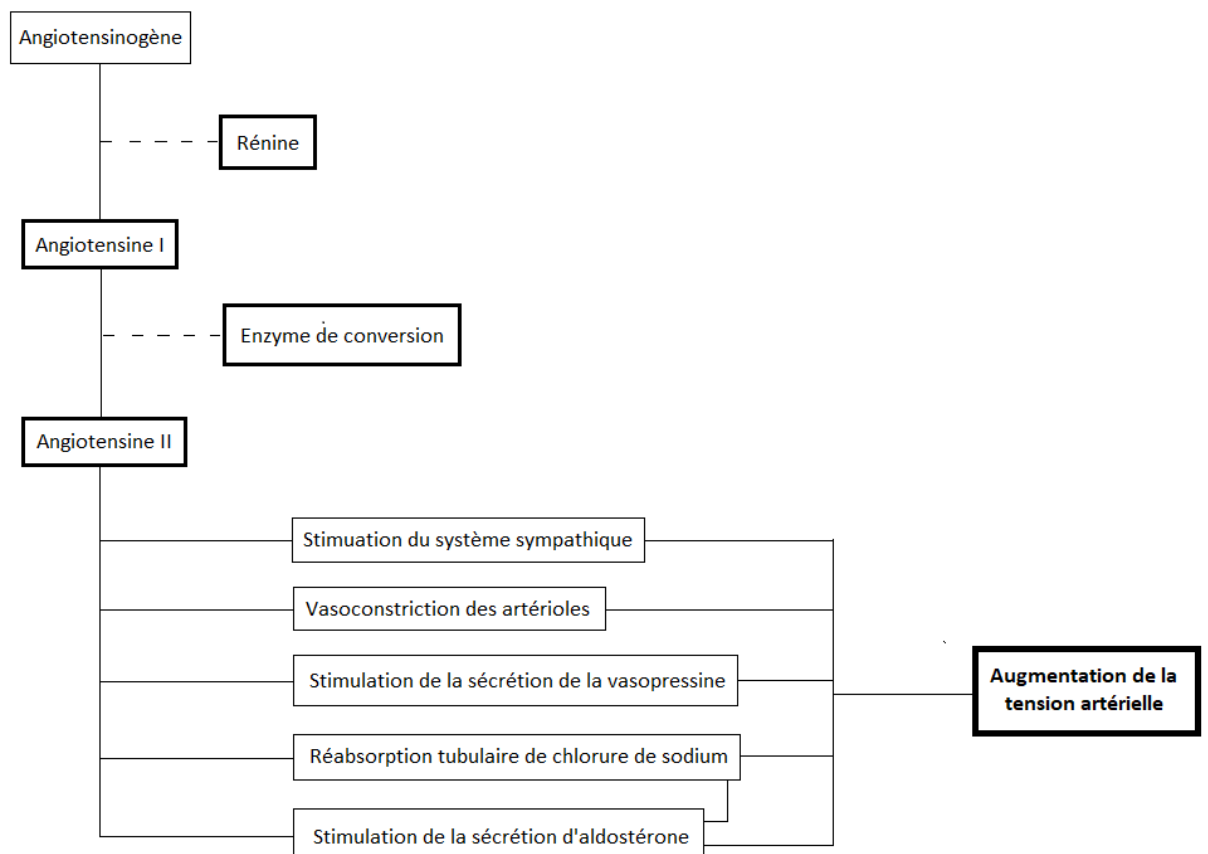 Angiotensinogène
Rénine
Angiotensine I
Enzyme de conversion
Angiotensine II
Stimuation du système sympathique
Vasoconstriction des artérioles
Stimulation de la sécrétion de la vasopressine
Augmentation de la
tension artérielle
Réabsorption tubulaire de chlorure de sodium
Stimulation de la sécrétion d'aldostérone